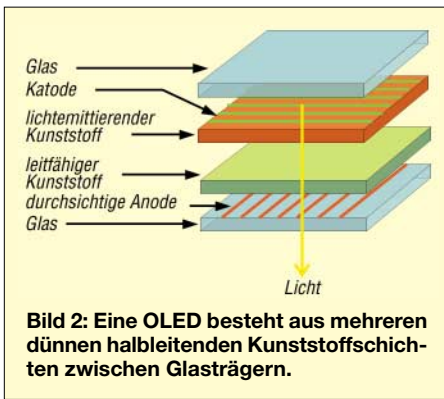 Glas
Katode
lichtemittierender
Kunststoff
leitfähiger
Kunststoff
durchsichtige Anode
Glas
Licht
Bild 2: Eine OLED besteht aus mehreren
dünnen halbleitenden Kunststoffschich-
ten zwischen Glasträgern.